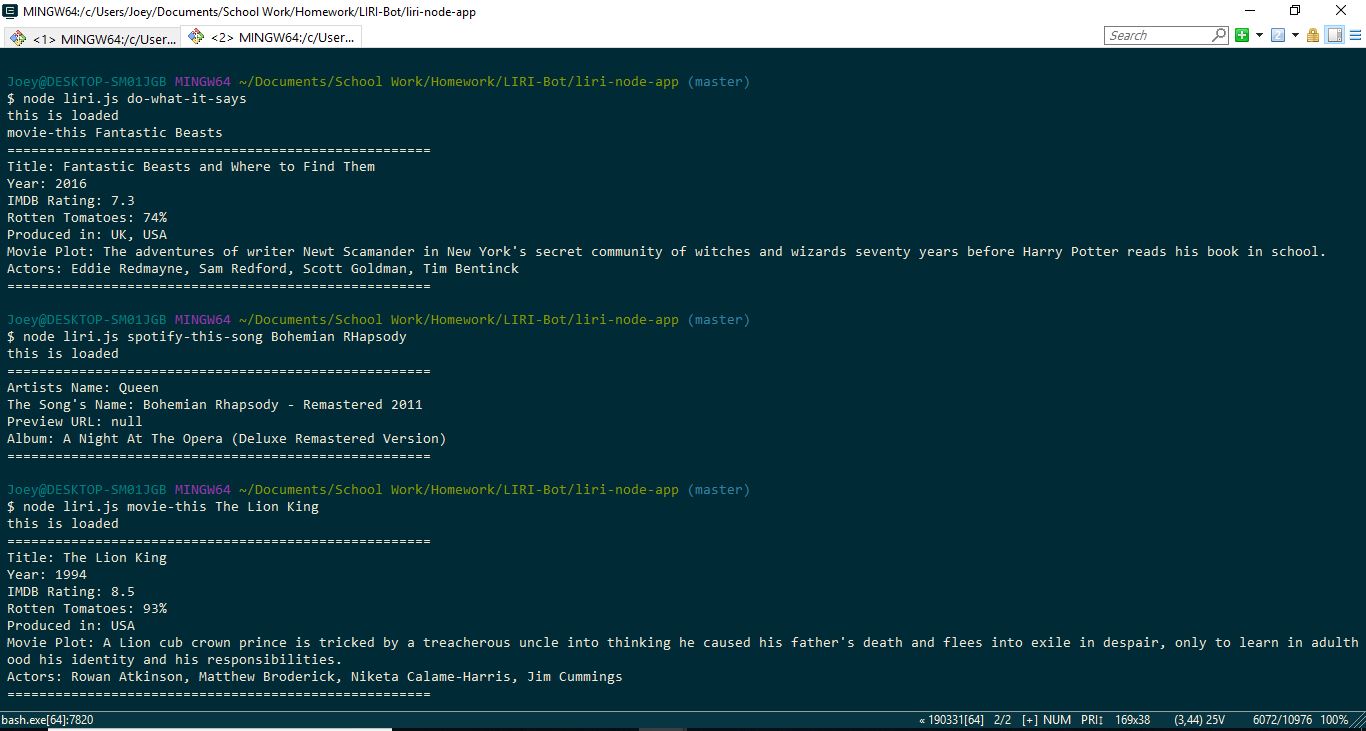 MINGW64:/c/Users/Joey/Documents/School Work/Homework/LIRI-Bot/liri-node-app
<1> MINGW64:/c/User... <2> MINGW64:/c/User... Search
Joey@DESKTOP-SM01JGB MINGW64 ~/Documents/School Work/Homework/LIRI-Bot/liri-node-app (master)
$ node liri.js do-what-it-says
this is loaded
movie-this Fantastic Beasts
=====================================================
Title: Fantastic Beasts and Where to Find Them
Year: 2016
IMDB Rating: 7.3
Rotten Tomatoes: 74%
Produced in: UK, USA
Movie Plot: The adventures of writer Newt Scamander in New York's secret community of witches and wizards seventy years before Harry Potter reads his book in school.
Actors: Eddie Redmayne, Sam Redford, Scott Goldman, Tim Bentinck
=====================================================
Joey@DESKTOP-SM01JGB MINGW64 ~/Documents/School Work/Homework/LIRI-Bot/liri-node-app (master)
$ node liri.js spotify-this-song Bohemian RHapsody
this is loaded
=====================================================
Artists Name: Queen
The Song's Name: Bohemian Rhapsody - Remastered 2011
Preview URL: null
Album: A Night At The Opera (Deluxe Remastered Version)
=====================================================
Joey@DESKTOP-SM01JGB MINGW64 ~/Documents/School Work/Homework/LIRI-Bot/liri-node-app (master)
$ node liri.js movie-this The Lion King
this is loaded
=====================================================
Title: The Lion King
Year: 1994
IMDB Rating: 8.5
Rotten Tomatoes: 93%
Produced in: USA
Movie Plot: A Lion cub crown prince is tricked by a treacherous uncle into thinking he caused his father's death and flees into exile in despair, only to learn in adulth
ood his identity and his responsibilities.
Actors: Rowan Atkinson, Matthew Broderick, Niketa Calame-Harris, Jim Cummings
=====================================================
bash.exe[64]:7820 « 190331[64] 2/2 [+] NUM PRI↕ 169x38 (3,44) 25V 6072/10976 100%